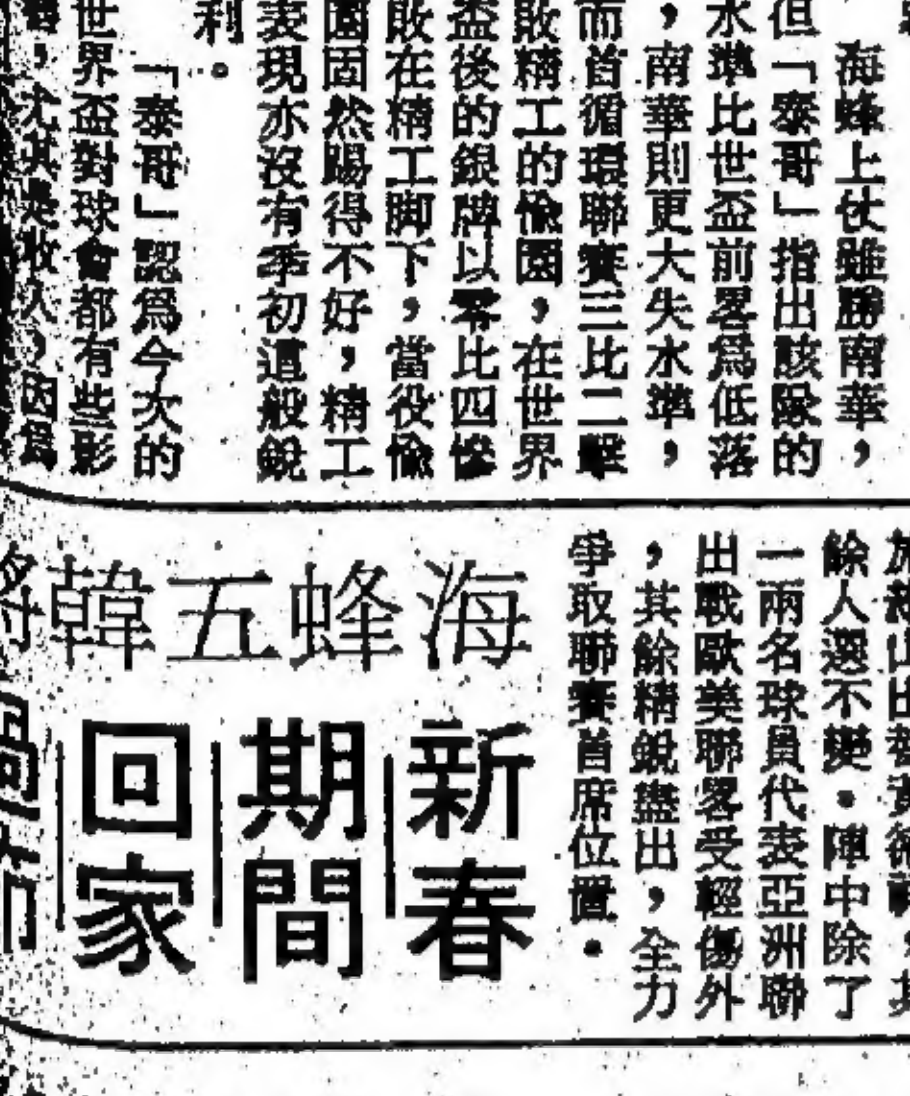 海蜂上仗雖勝南華，
但「泰哥」指出該隊的
水準比世盃前畧爲低落
，南華則更大失水準，
而首循環聯賽三比二擊
敗精工的愉園，在世界
盃後的銀牌以零比四慘
敗在精工脚下，當役愉
園固然踢得不好，精工
表現亦沒有季初這般銳
利。
「泰哥」認爲今次的
世界盃對球會都有些影
尤其是收入，因爲
餘人選不變。陣中除了
一兩名球員代表亞洲聯
出戰歐美聯畧受輕傷外
，其餘精銳盡出，全力
爭取聯賽首席位置。
海蜂五韓將
新春
期間
回家
過節